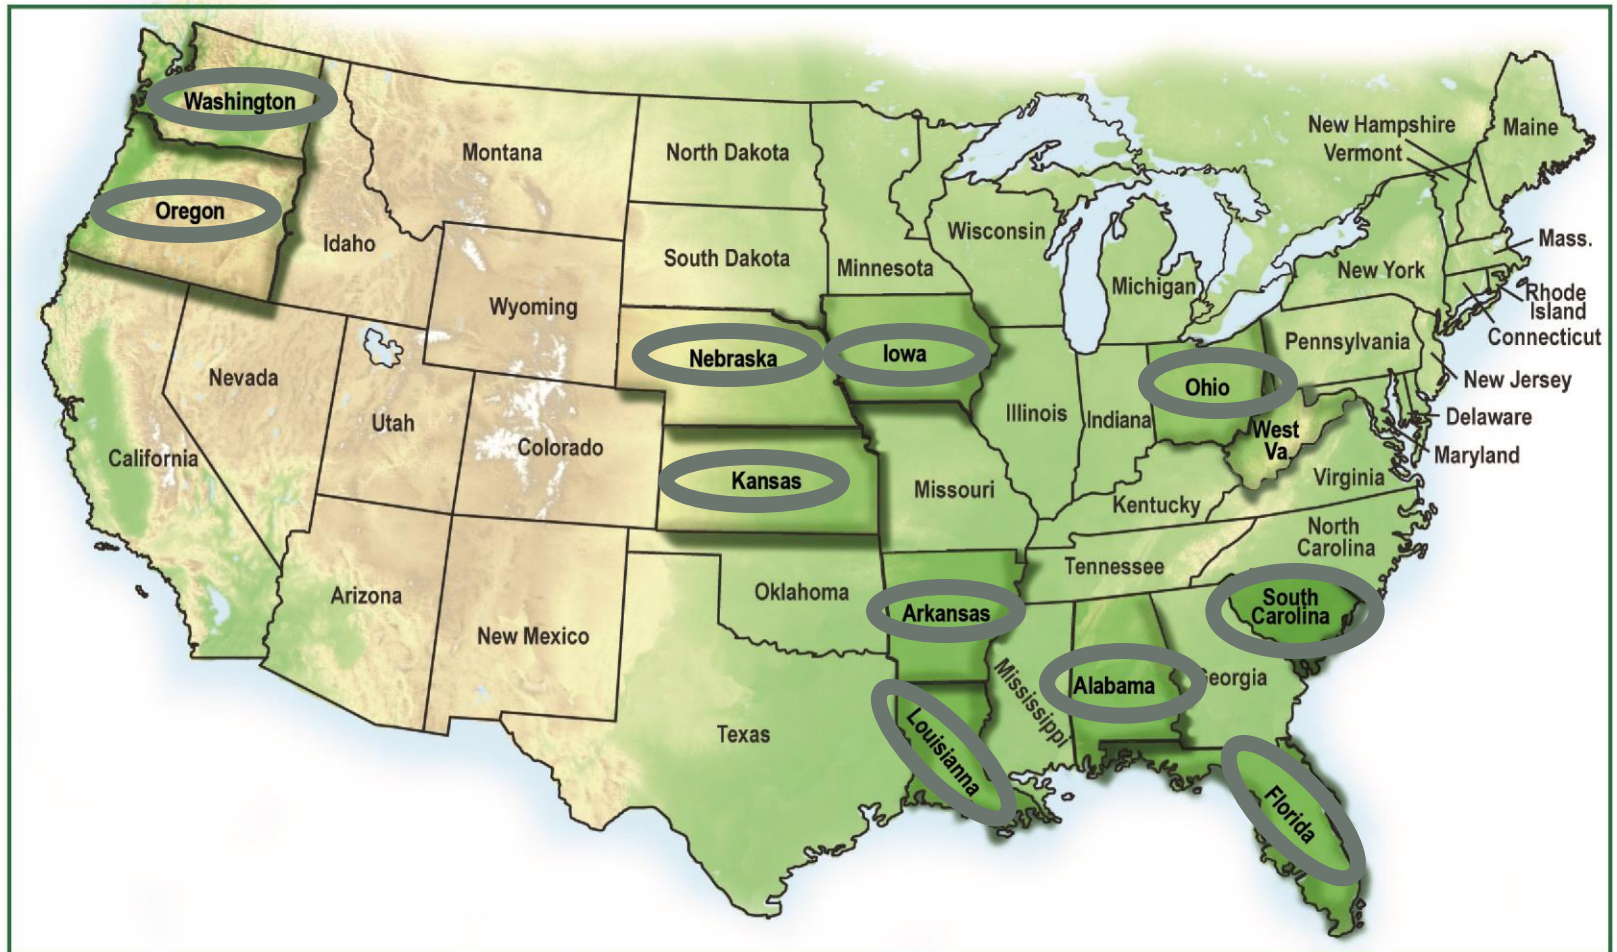 Washington
Montana
North Dakota
Oregon
Idaho
South Dakota
Minnesota
Wisconsin
Michigan
New York
New Hampshire
Vermont
Maine
Mass.
Rhode
Island
Connecticut
Wyoming
Nebraska
Iowa
Ohio
Pennsylvania
New Jersey
Delaware
Maryland
Nevada
Utah
Colorado
California
Kansas
Missouri
Illinois
Indiana
West
Va.
Virginia
Kentucky
North
Carolina
Tennessee
Arizona
New Mexico
Oklahoma
Arkansas
South
Carolina
Texas
Louisianna
Mississippi
Alabama
eorgia
Florida